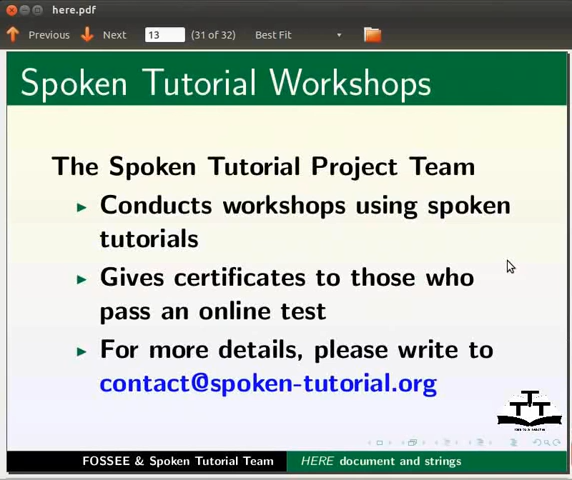 here.pdf
Previous Next 13 (31 of 32) Best Fit
Spoken Tutorial Workshops
The Spoken Tutorial Project Team
Conducts workshops using spoken
tutorials
Gives certificates to those who
pass an online test
For more details, please write to
contact@spoken-tutorial.org
FOSSEE & Spoken Tutorial Team HERE document and strings